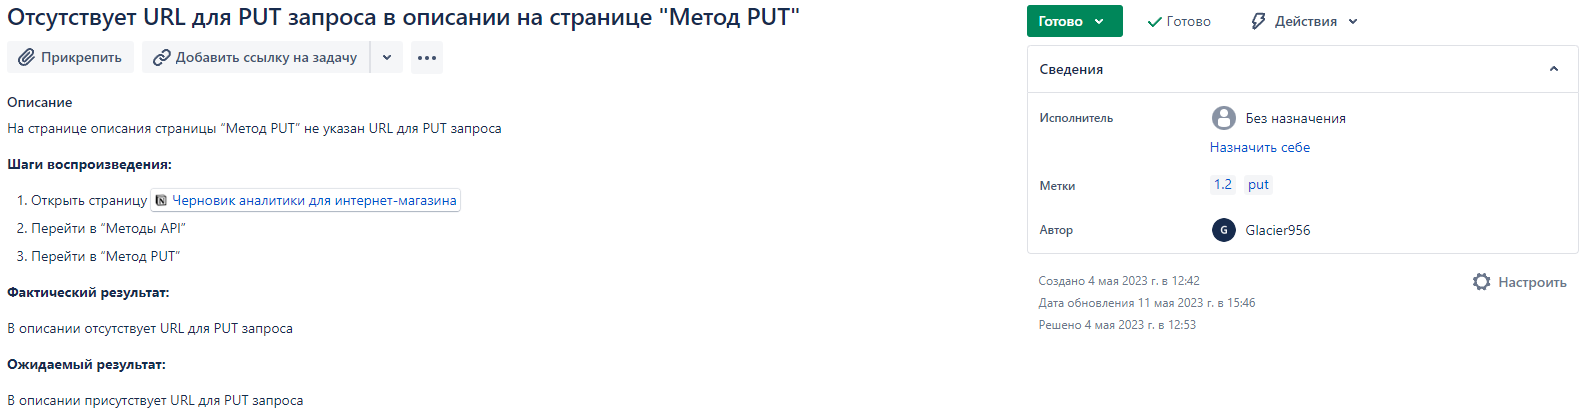 Отсутствует URL для PUT запроса в описании на странице "Метод PUT"
Прикрепить
Добавить ссылку на задачу
Описание
На странице описания страницы “Метод PUT” не указан URL для PUT запроса
Шаги воспроизведения:
1. Открыть страницу Черновик аналитики для интернет-магазина
2. Перейти в “Методы API”
3. Перейти в “Метод PUT”
Фактический результат:
В описании отсутствует URL для PUT запроса
Ожидаемый результат:
В описании присутствует URL для PUT запроса
Готово
Готово
Действия
Сведения
Исполнитель
Без назначения
Назначить себе
Метки
1.2 put
Автор
G
Glacier956
Создано 4 мая 2023 г. в 12:42
Дата обновления 11 мая 2023 г. в 15:46
Решено 4 мая 2023 г. в 12:53
Настроить